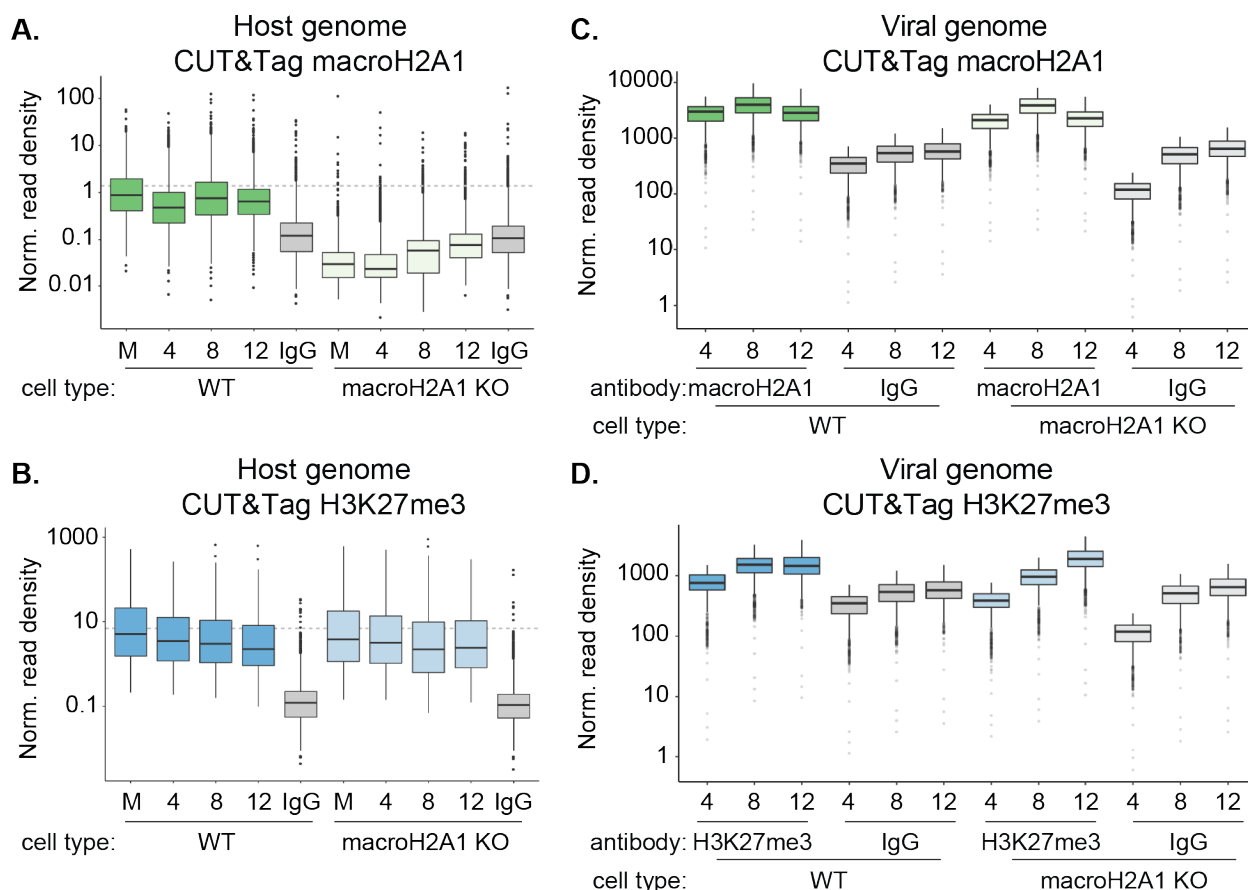 A.
Host genome
CUT&Tag macroH2A1
Norm. read density
100
10
1
0.1
0.01
M 4 8 12 IgG M 4 8 12 IgG
cell type: WT macroH2A1 KO
C.
Viral genome
CUT&Tag macroH2A1
Norm. read density
10000
1000
100
10
1
4 8 12 4 8 12 4 8 12 4 8 12
antibody: macroH2A1 IgG macroH2A1 IgG
cell type: WT macroH2A1 KO
B.
Host genome
CUT&Tag H3K27me3
Norm. read density
1000
10
0.1
M 4 8 12 IgG M 4 8 12 IgG
cell type: WT macroH2A1 KO
D.
Viral genome
CUT&Tag H3K27me3
Norm. read density
1000
100
10
1
4 8 12 4 8 12 4 8 12 4 8 12
antibody: H3K27me3 IgG H3K27me3 IgG
cell type: WT macroH2A1 KO